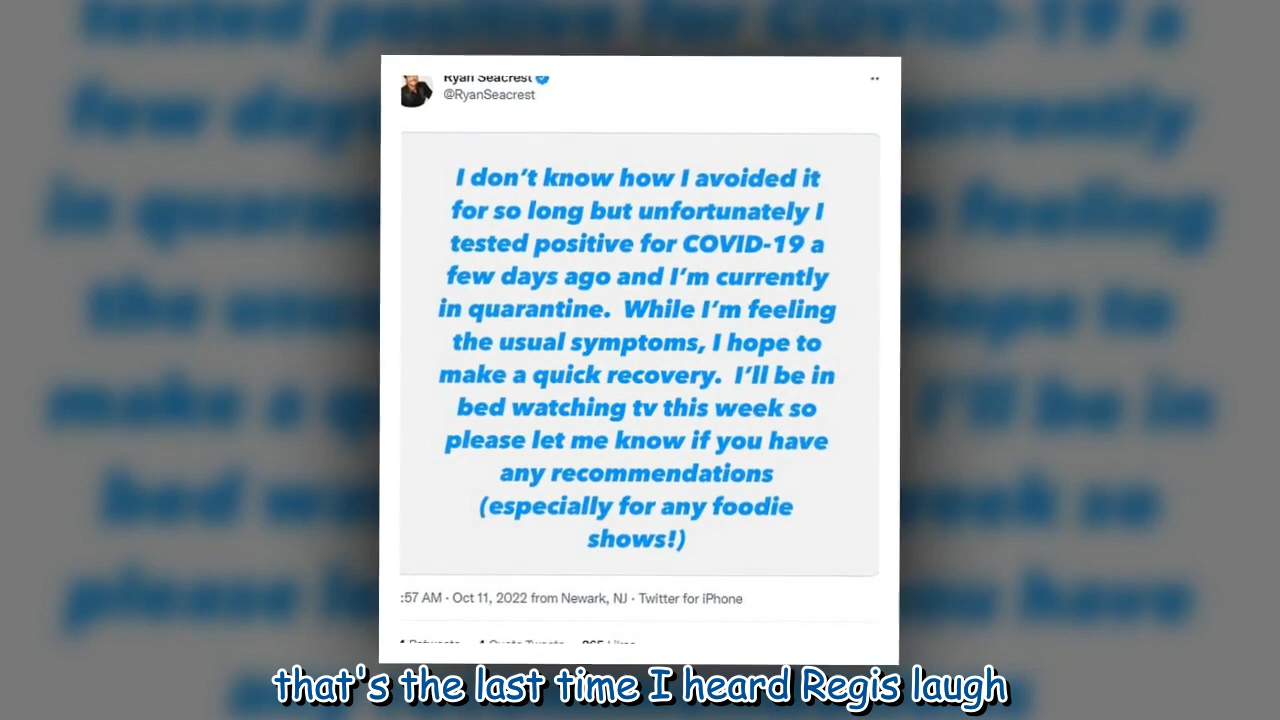 Ryan Seacrest
@RyanSeacrest
I don't know how I avoided it
for so long but unfortunately I
tested positive for COVID-19 a
few days ago and I'm currently
in quarantine. While I'm feeling
the usual symptoms, I hope to
make a quick recovery. I'll be in
bed watching tv this week so
please let me know if you have
any recommendations
(especially for any foodie
shows!)
:57 AM · Oct 11, 2022 from Newark, NJ · Twitter for iPhone
that's the last time I heard Regis laugh